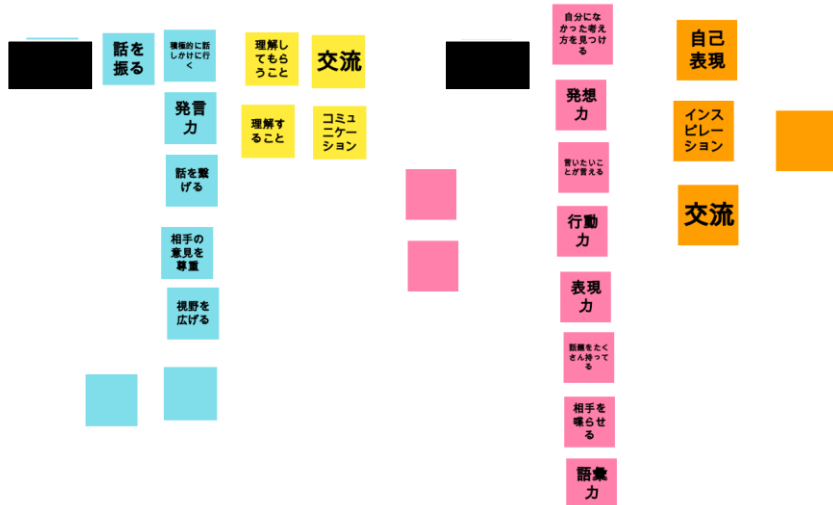 話を
振る
積極的に話
しかけに行
く
発言
力
話を繋
げる
相手の
意見を
尊重
視野を
広げる
理解し
てもら
うこと
交流
理解す
ること
コミュ
ニケー
ション
自分にな
かった考え
方を見つけ
る
発想
力
言いたいこ
とが言える
行動
力
表現
力
話題をたく
さん持って
る
相手を
喋らせ
る
語彙
力
自己
表現
インス
ピレー
ション
交流